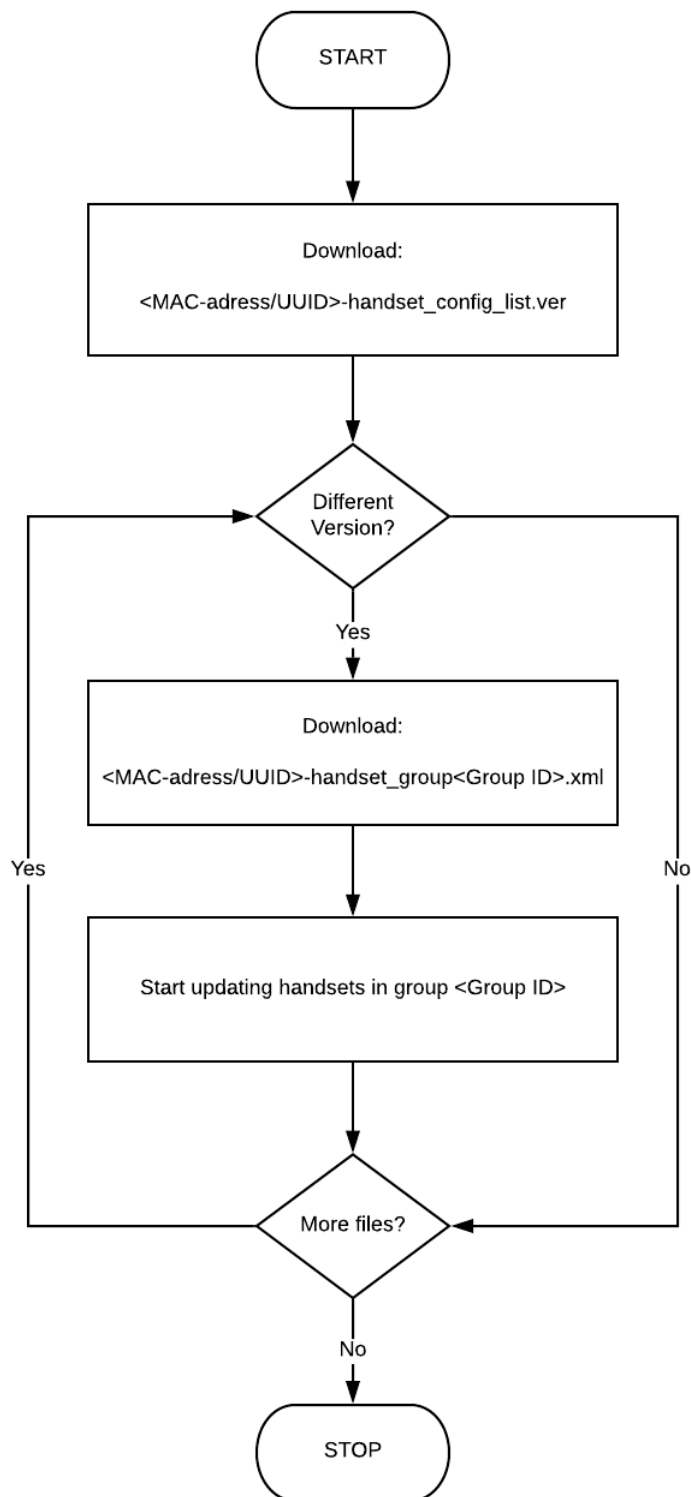 START
Download:
<MAC-adress/UUID>-handset_config_list.ver
Different
Version?
Yes
Download:
<MAC-adress/UUID>-handset_group<Group ID>.xml
Yes
No
Start updating handsets in group <Group ID>
More files?
No
STOP